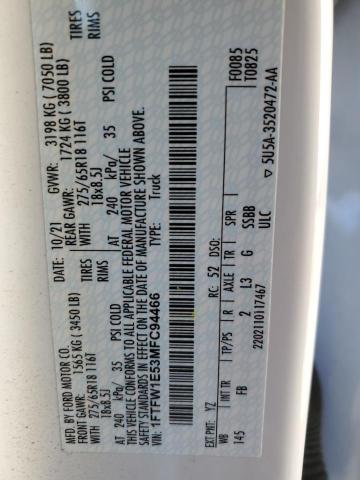 MFD. BY FORD MOTOR CO.
DATE: 10/21 GVWR: 3198 KG ( 7050 LB)
FRONT GAWR: 1565 KG ( 3450 LB) REAR GAWR: 1724 KG ( 3800 LB)
WITH 275/65R18 116T TIRES WITH 275/65R18 116T TIRES
18x8.5J RIMS 18x8.5J RIMS
AT 240 kPa/ 35 PSI COLD AT 240 kPa/ 35 PSI COLD
THIS VEHICLE CONFORMS TO ALL APPLICABLE FEDERAL MOTOR VEHICLE
SAFETY STANDARDS IN EFFECT ON THE DATE OF MANUFACTURE SHOWN ABOVE.
VIN: 1FTFW1E53MFC94466
TYPE: Truck
F0085
T0825
EXT PNT: YZ RC: 52 DSO:
WB INT TR TP/PS R AXLE TR SPR
145 FB 2 L3 G SSBB
2202110117467 ULC
▽ 5U5A-3520472-AA